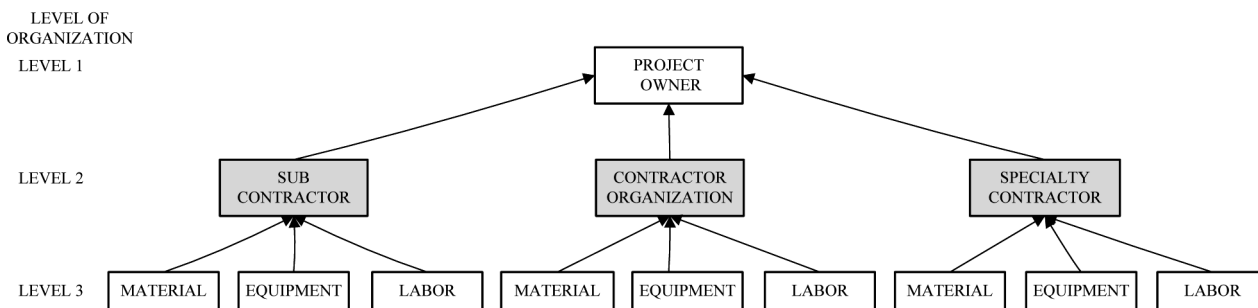 LEVEL OF
ORGANIZATION
LEVEL 1
PROJECT
OWNER
LEVEL 2
SUB
CONTRACTOR
CONTRACTOR
ORGANIZATION
SPECIALTY
CONTRACTOR
LEVEL 3
MATERIAL
EQUIPMENT
LABOR
MATERIAL
EQUIPMENT
LABOR
MATERIAL
EQUIPMENT
LABOR